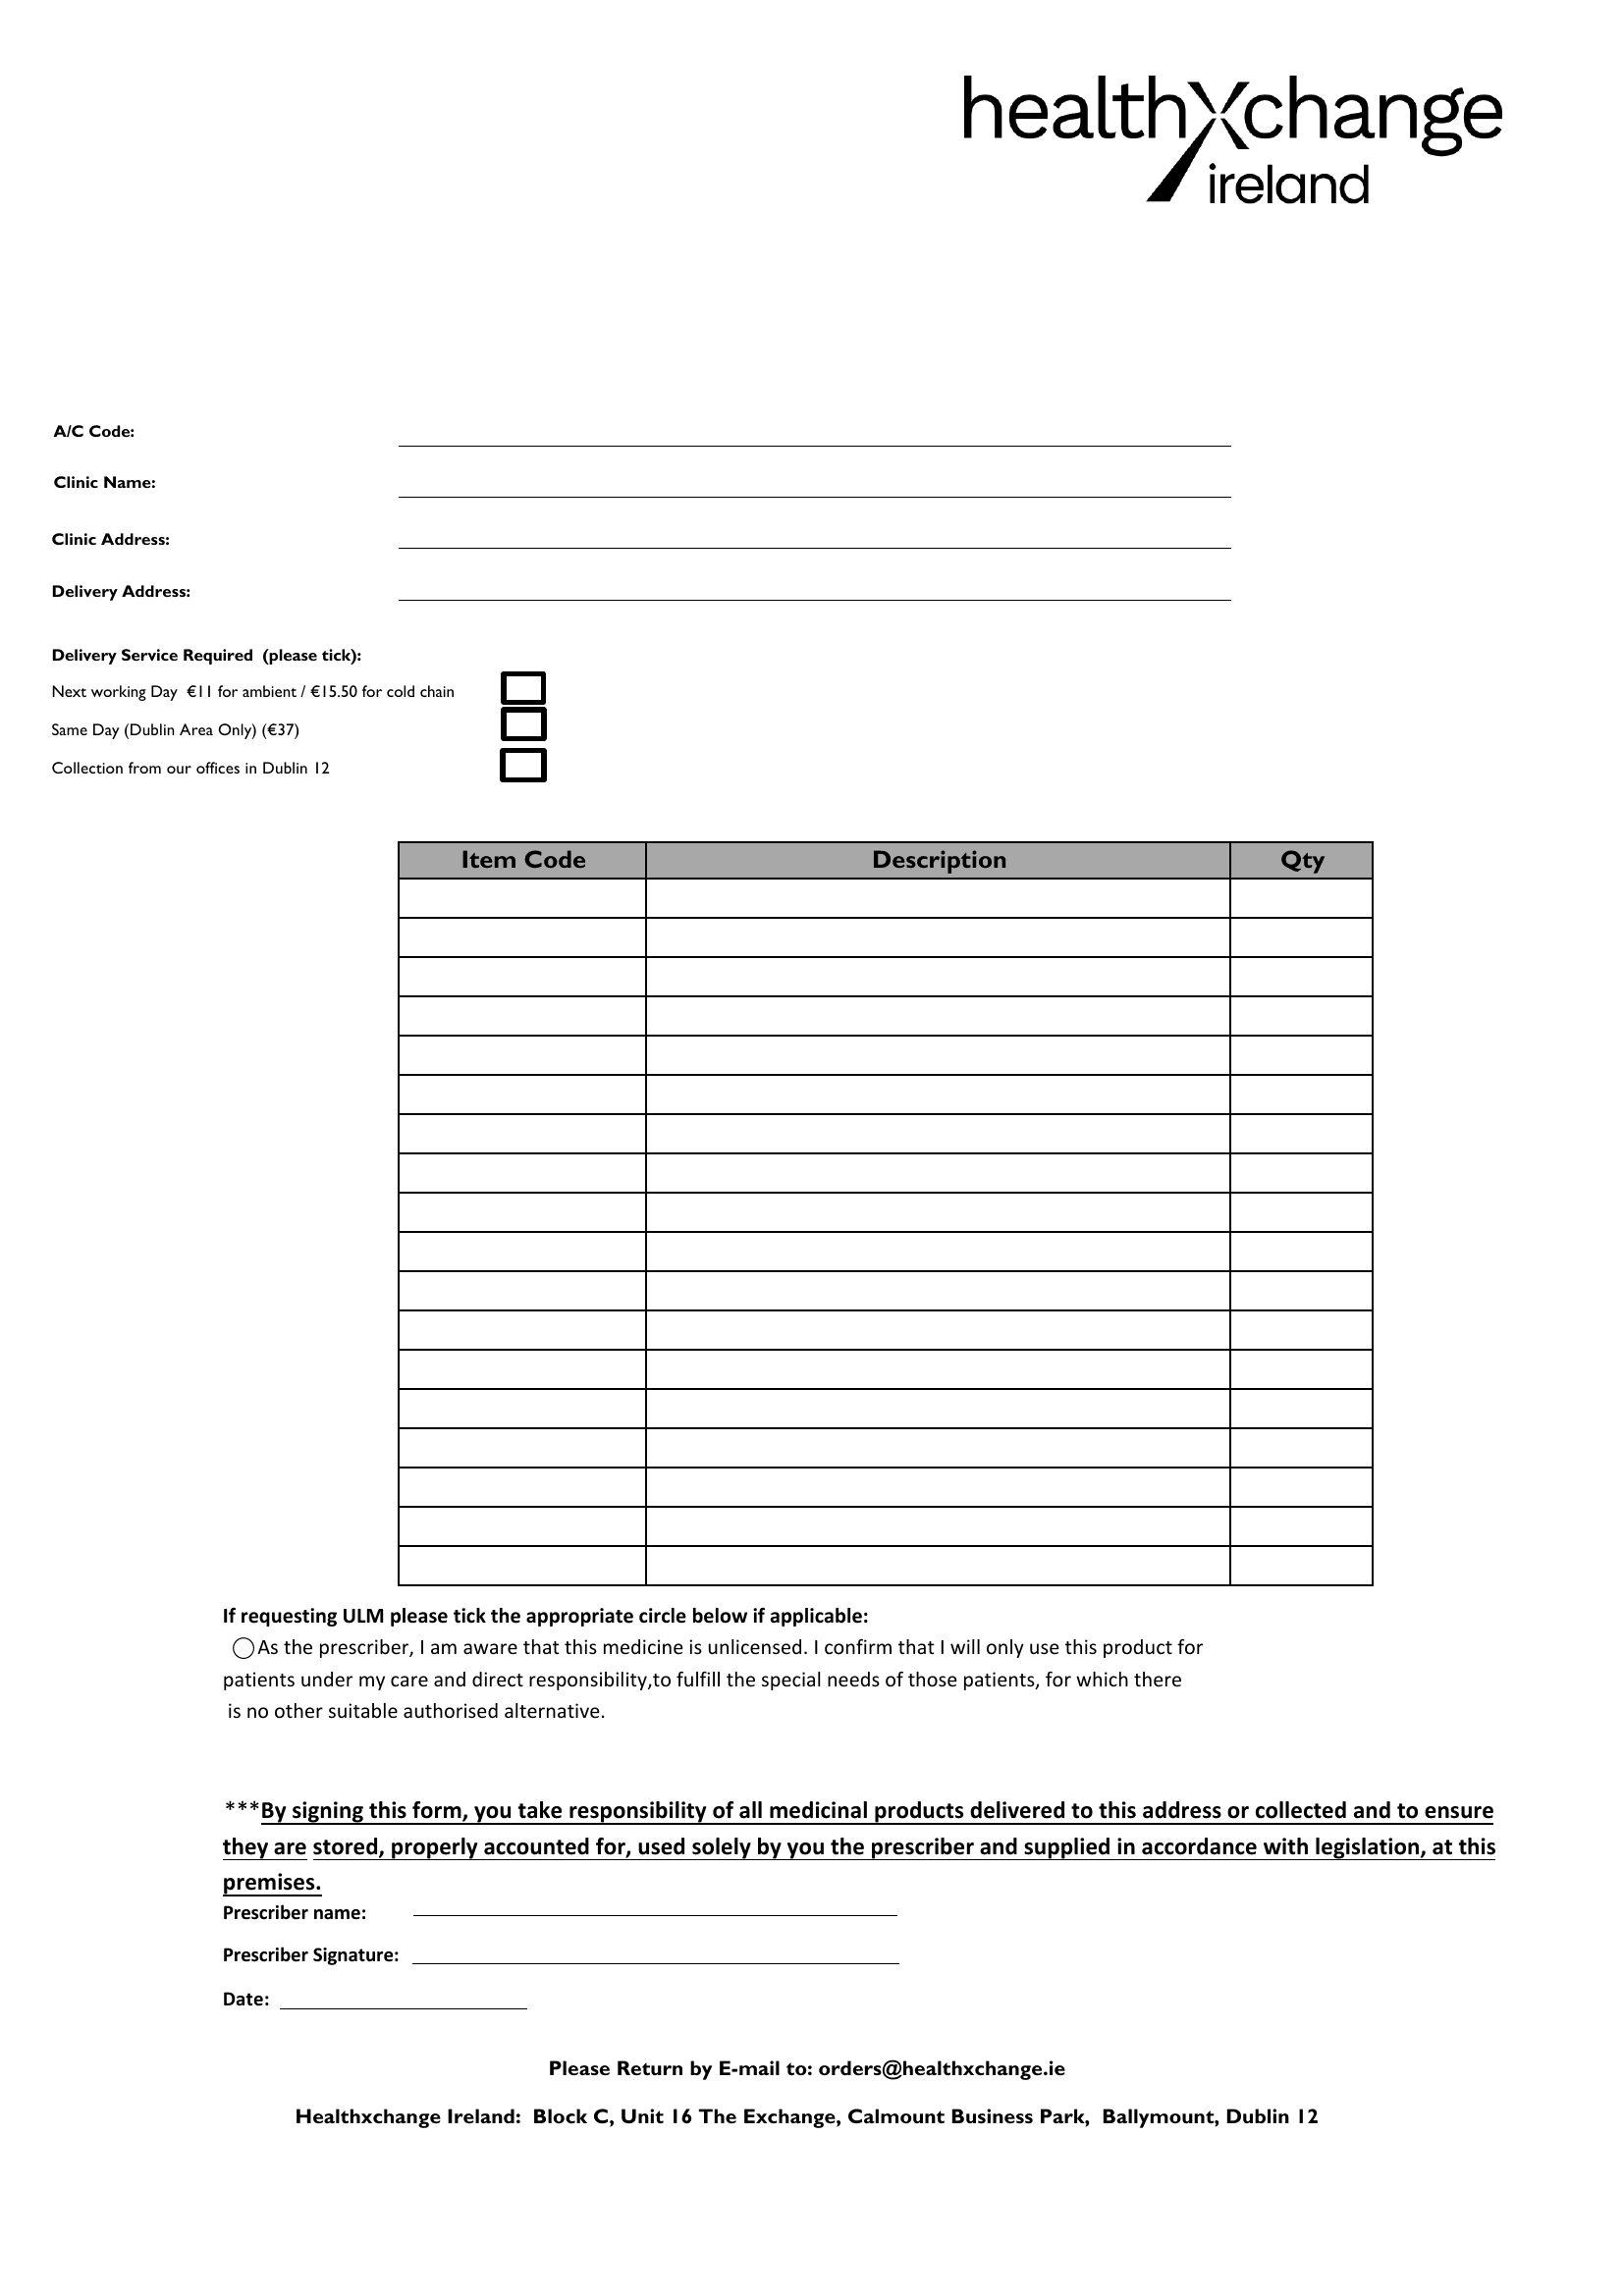 healthXchange
ireland
A/C Code:
Clinic Name:
Clinic Address:
Delivery Address:
Delivery Service Required  (please tick):
Next working Day  €11 for ambient / €15.50 for cold chain
Same Day (Dublin Area Only) (€37)
Collection from our offices in Dublin 12
Item Code Description Qty
If requesting ULM please tick the appropriate circle below if applicable:
As the prescriber, I am aware that this medicine is unlicensed. I confirm that I will only use this product for
patients under my care and direct responsibility,to fulfill the special needs of those patients, for which there
is no other suitable authorised alternative.
***By signing this form, you take responsibility of all medicinal products delivered to this address or collected and to ensure
they are stored, properly accounted for, used solely by you the prescriber and supplied in accordance with legislation, at this
premises.
Prescriber name:
Prescriber Signature:
Date:
Please Return by E-mail to: orders@healthxchange.ie
Healthxchange Ireland:  Block C, Unit 16 The Exchange, Calmount Business Park,  Ballymount, Dublin 12